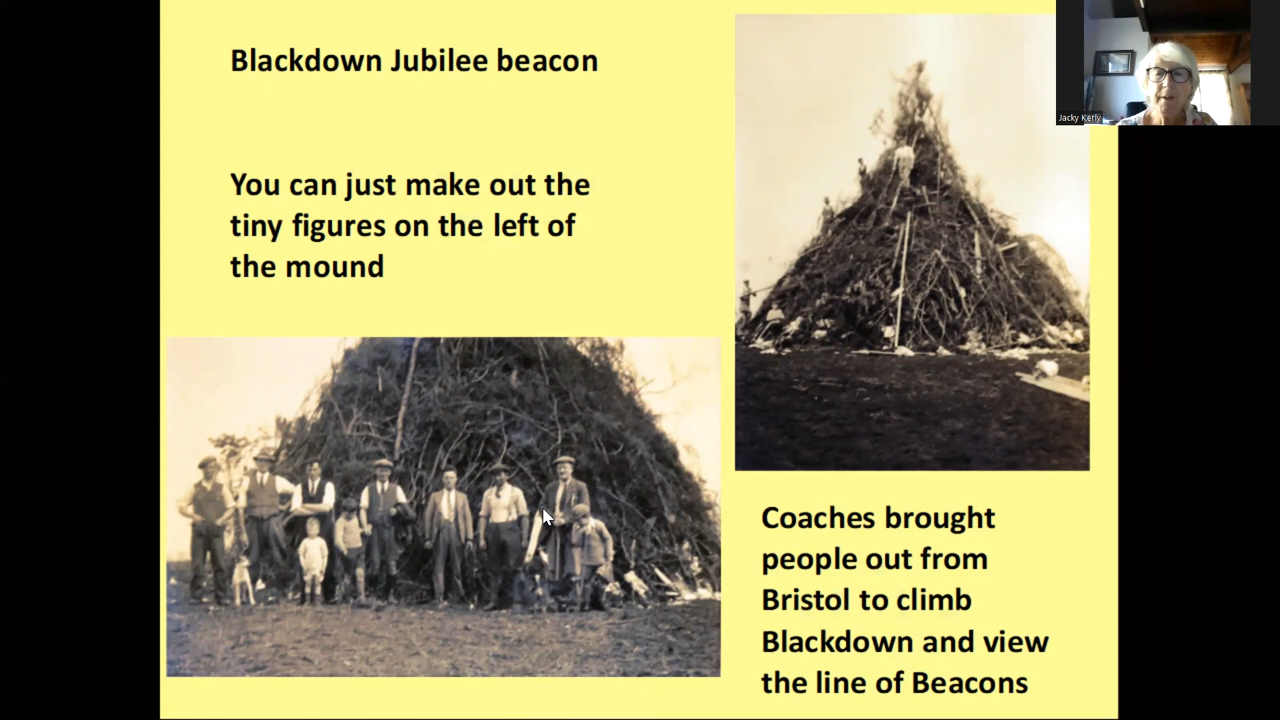 Blackdown Jubilee beacon
You can just make out the
tiny figures on the left of
the mound
Coaches brought
people out from
Bristol to climb
Blackdown and view
the line of Beacons
Jacky Kerly